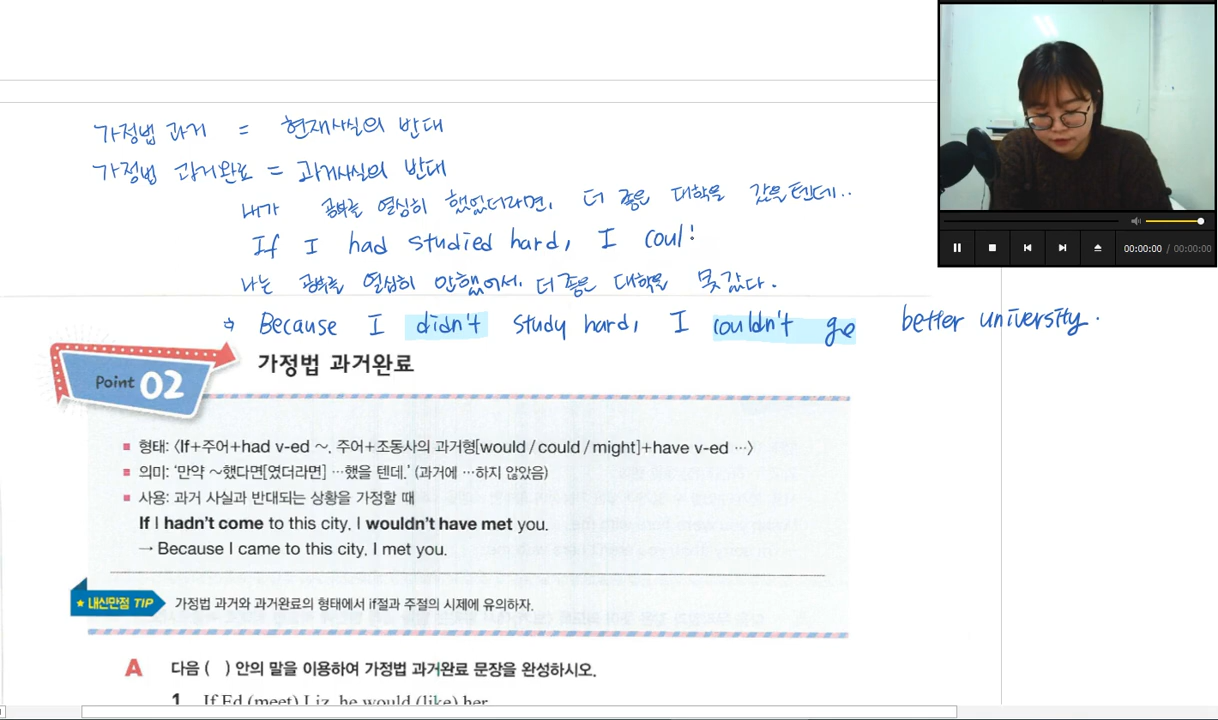 가정법 과거 = 현재사실의 반대
가정법 과거완료 = 과거사실의 반대
내가 공부를 열심히 했었더라면, 더 좋은 대학을 갔을텐데..
If I had studied hard, I coul!
나는 공부를 열심히 안했어서, 더 좋은 대학을 못갔다.
⇒ Because I didn't study hard, I couldn't go better university.
Point 02 가정법 과거완료
형태: 〈If+주어+had v-ed ~, 주어+조동사의 과거형[would / could / might]+have v-ed …〉
의미: ‘만약 ~했다면[였더라면] …했을 텐데.’ (과거에 …하지 않았음)
사용: 과거 사실과 반대되는 상황을 가정할 때
If I hadn't come to this city, I wouldn't have met you.
→ Because I came to this city, I met you.
★ 내신만점 TIP 가정법 과거와 과거완료의 형태에서 if절과 주절의 시제에 유의하자.
A 다음 ( ) 안의 말을 이용하여 가정법 과거완료 문장을 완성하시오.
1 If Ed (meet) Liz, he would (like) her
00:00:00 / 00:00:00